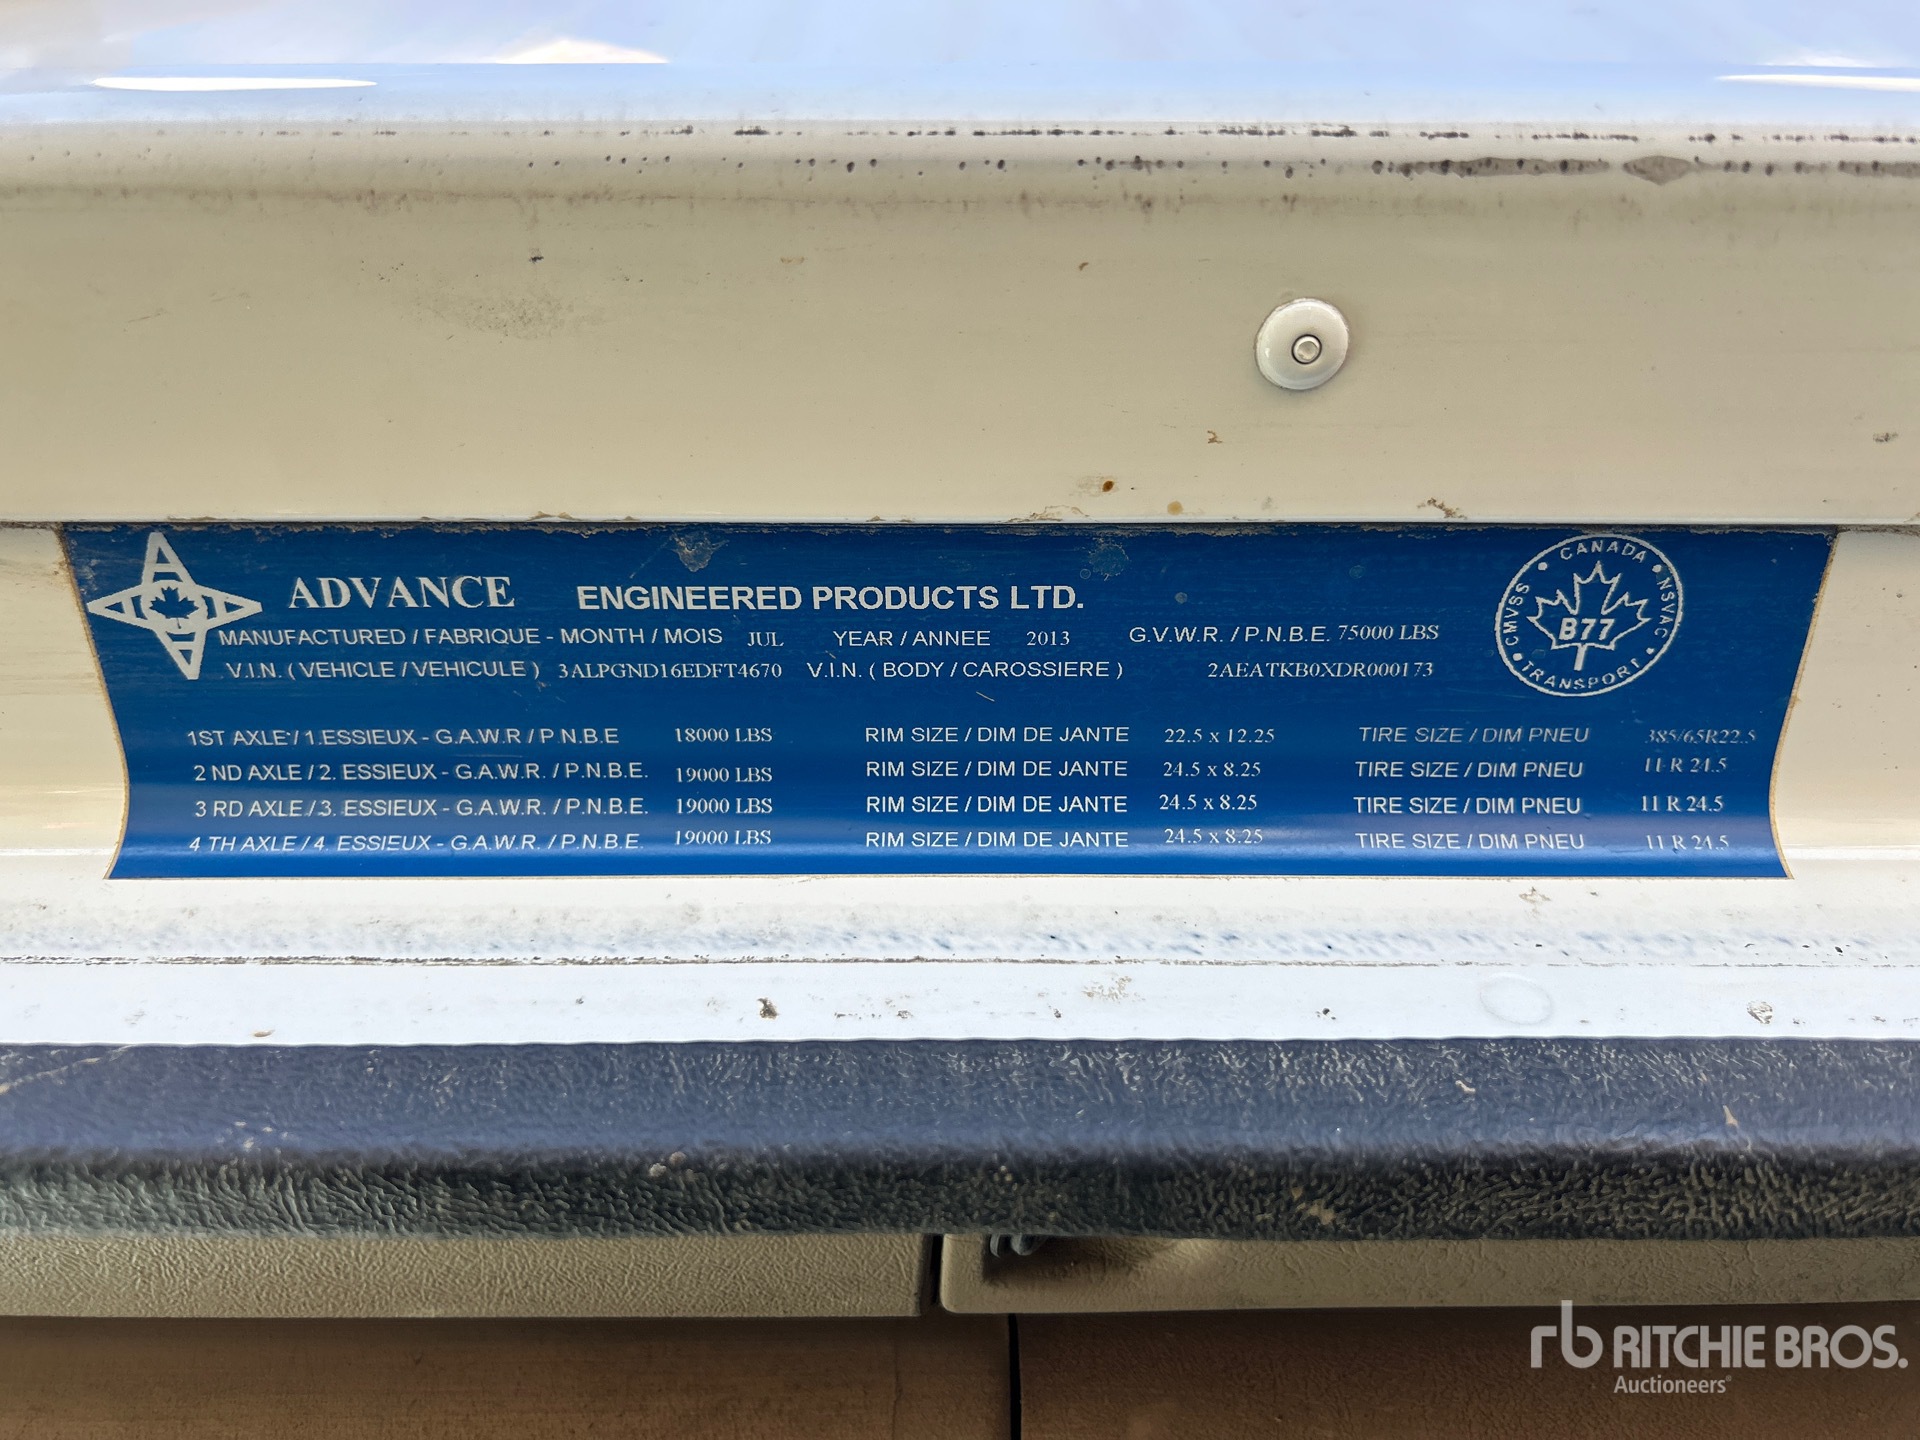 ADVANCE ENGINEERED PRODUCTS LTD.
MANUFACTURED / FABRIQUE - MONTH / MOIS JUL YEAR / ANNEE 2013 G.V.W.R. / P.N.B.E. 75000 LBS
V.I.N. ( VEHICLE / VEHICULE ) 3ALPGND16EDFT4670 V.I.N. ( BODY / CAROSSIERE ) 2AEATKB0XDR000173
CANADA • NSVAC • TRANSPORT • CMVSS •
B77
1ST AXLE / 1.ESSIEUX - G.A.W.R / P.N.B.E 18000 LBS RIM SIZE / DIM DE JANTE 22.5 x 12.25 TIRE SIZE / DIM PNEU 385/65R22.5
2 ND AXLE / 2. ESSIEUX - G.A.W.R. / P.N.B.E. 19000 LBS RIM SIZE / DIM DE JANTE 24.5 x 8.25 TIRE SIZE / DIM PNEU 11 R 24.5
3 RD AXLE / 3. ESSIEUX - G.A.W.R. / P.N.B.E. 19000 LBS RIM SIZE / DIM DE JANTE 24.5 x 8.25 TIRE SIZE / DIM PNEU 11 R 24.5
4 TH AXLE / 4. ESSIEUX - G.A.W.R. / P.N.B.E. 19000 LBS RIM SIZE / DIM DE JANTE 24.5 x 8.25 TIRE SIZE / DIM PNEU 11 R 24.5
rb RITCHIE BROS.
Auctioneers